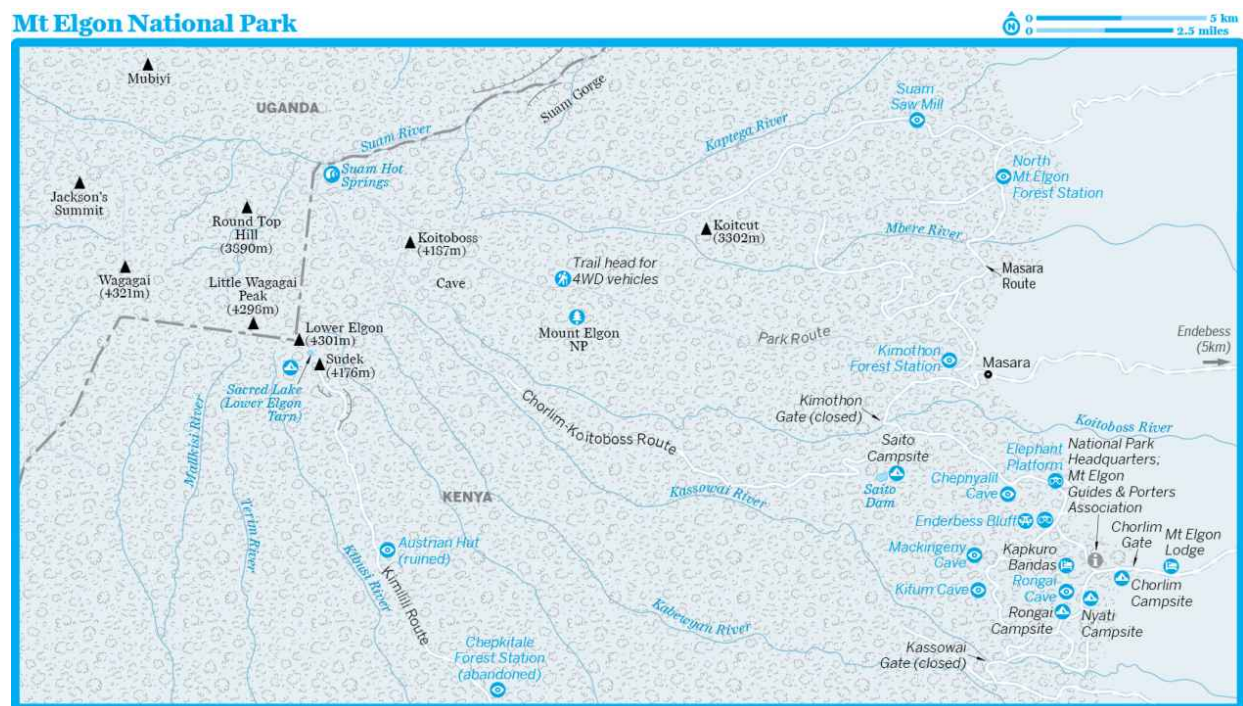 Mt Elgon National Park
N
0 5 km
0 2.5 miles
Mubiyi
UGANDA
Suam River
Suam Gorge
Kaptega River
Suam
Saw Mill
Suam Hot
Springs
North
Mt Elgon
Forest Station
Jackson's
Summit
Round Top
Hill
(3890m)
Koitoboss
(4187m)
Koitcut
(3302m)
Mbere River
Wagagai
(4321m)
Little Wagagai
Peak
(4298m)
Cave
Trail head for
4WD vehicles
Masara
Route
Lower Elgon
(4301m)
Mount Elgon
NP
Park Route
Endebess
(5km)
Sudek
(4176m)
Kimothon
Forest Station
Masara
Sacred Lake
(Lower Elgon
Tarn)
Chorlim-Koitoboss Route
Kimothon
Gate (closed)
Koitoboss River
Mallkisi River
Saito
Campsite
Elephant
Platform
National Park
Headquarters;
Mt Elgon
Guides & Porters
Association
Kassowai River
Saito
Dam
Chepnyalil
Cave
KENYA
Terim River
Enderbess Bluff
Chorlim
Gate
Mt Elgon
Lodge
Austrian Hut
(ruined)
Mackingeny
Cave
Kapkuro
Bandas
Kibusi River
Kimilili Route
Kitum Cave
Rongai
Cave
Chorlim
Campsite
Kabewyan River
Rongai
Campsite
Nyati
Campsite
Chepkitale
Forest Station
(abandoned)
Kassowai
Gate (closed)